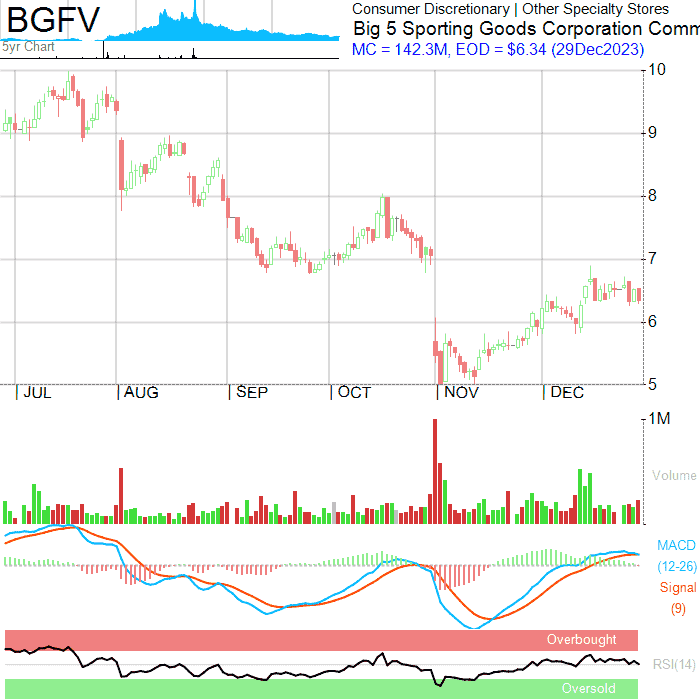 BGFV
5yr Chart
Consumer Discretionary | Other Specialty Stores
Big 5 Sporting Goods Corporation Comm
MC = 142.3M, EOD = $6.34 (29Dec2023)
10
9
8
7
6
5
JUL AUG SEP OCT NOV DEC
1M
Volume
MACD
(12-26)
Signal
(9)
Overbought
RSI(14)
Oversold